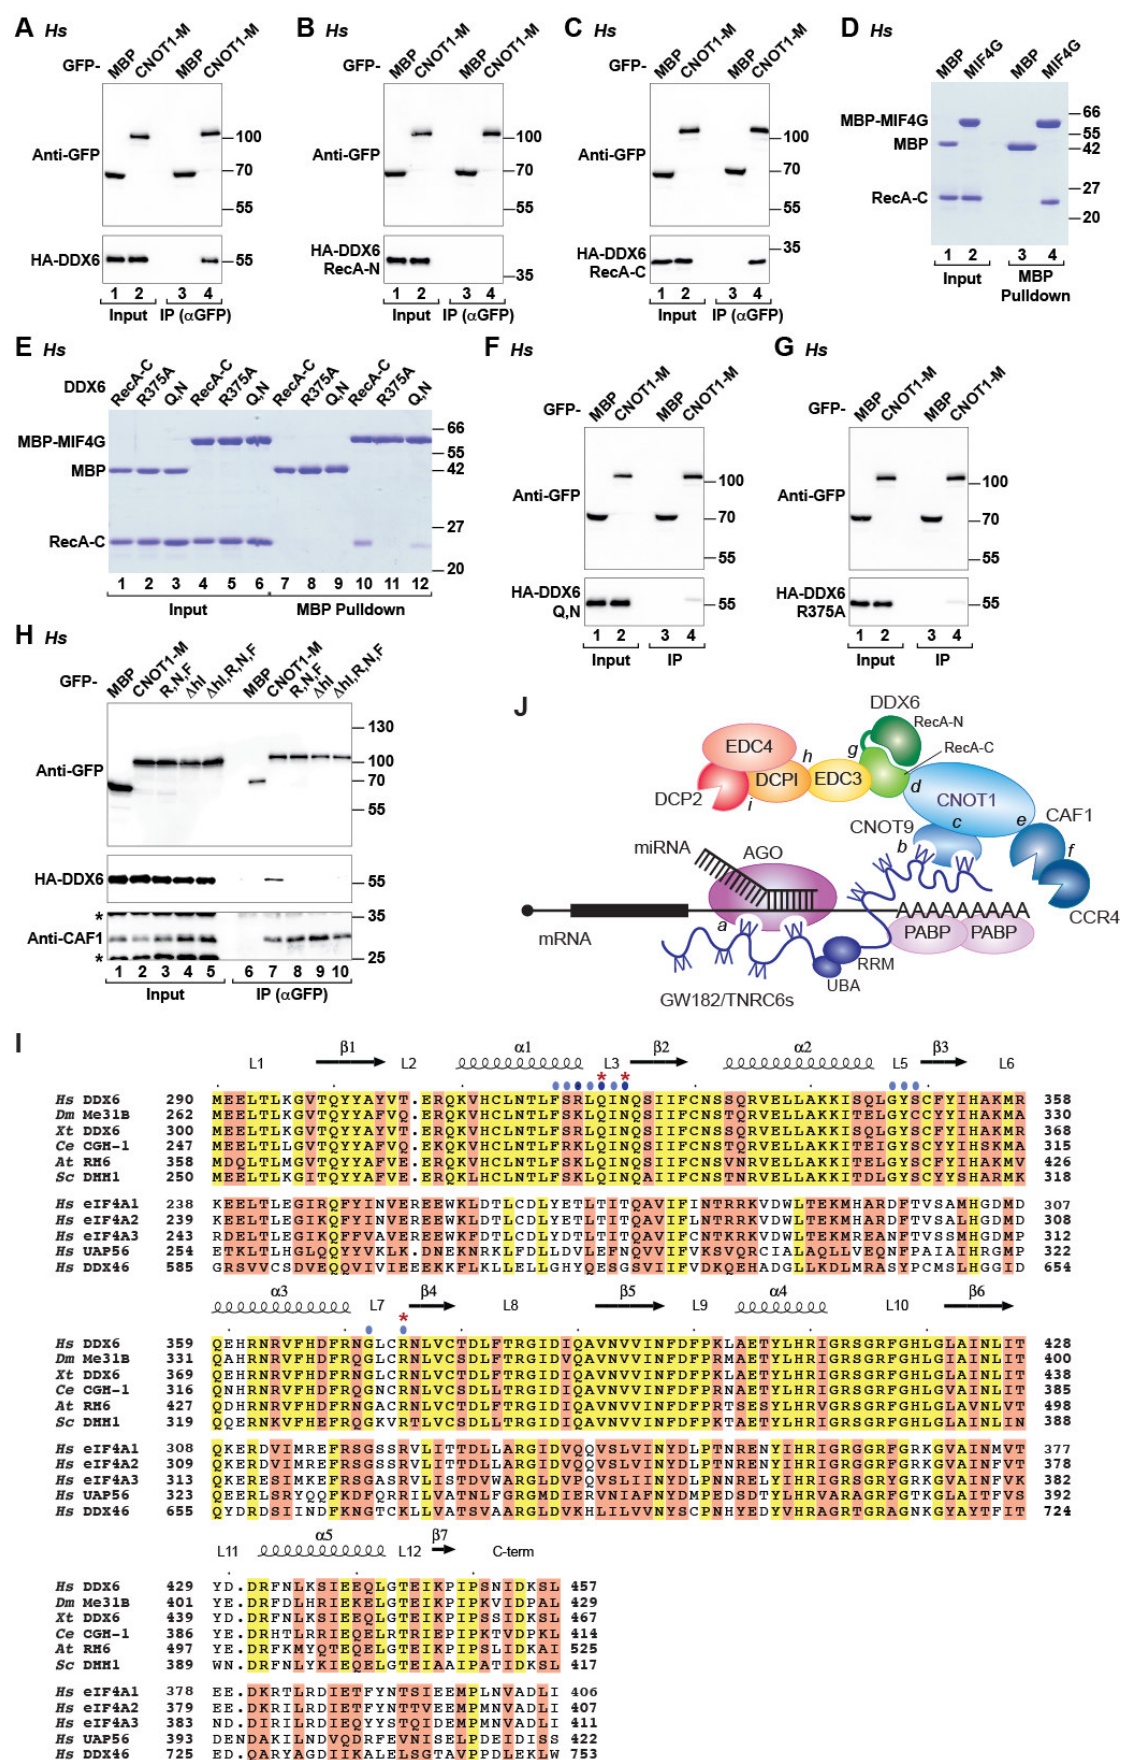 A Hs
GFP- MBP CNOT1-M MBP CNOT1-M
Anti-GFP
100
70
55
HA-DDX6
55
1 2 3 4
Input IP (αGFP)
B Hs
GFP- MBP CNOT1-M MBP CNOT1-M
Anti-GFP
100
70
55
HA-DDX6
RecA-N
35
1 2 3 4
Input IP (αGFP)
C Hs
GFP- MBP CNOT1-M MBP CNOT1-M
Anti-GFP
100
70
55
HA-DDX6
RecA-C
35
1 2 3 4
Input IP (αGFP)
D Hs
MBP MIF4G MBP MIF4G
MBP-MIF4G
MBP
RecA-C
66
55
42
27
20
1 2 3 4
Input MBP
Pulldown
E Hs
DDX6 RecA-C R375A Q,N RecA-C R375A Q,N RecA-C R375A Q,N RecA-C R375A Q,N
MBP-MIF4G
MBP
RecA-C
66
55
42
27
20
1 2 3 4 5 6 7 8 9 10 11 12
Input MBP Pulldown
F Hs
GFP- MBP CNOT1-M MBP CNOT1-M
Anti-GFP
100
70
55
HA-DDX6
Q,N
55
1 2 3 4
Input IP
G Hs
GFP- MBP CNOT1-M MBP CNOT1-M
Anti-GFP
100
70
55
HA-DDX6
R375A
55
1 2 3 4
Input IP
H Hs
GFP- MBP CNOT1-M R,N,F Δhl Δhl,R,N,F MBP CNOT1-M R,N,F Δhl Δhl,R,N,F
Anti-GFP
130
100
70
55
HA-DDX6
55
* 35
Anti-CAF1
* 25
1 2 3 4 5 6 7 8 9 10
Input IP (αGFP)
J
DDX6
RecA-N
RecA-C
EDC4
h
g
DCP2
i
DCPI
EDC3
d
CNOT1
c
e
CAF1
f
CCR4
CNOT9
b
W W W
miRNA
AGO
a
W W W
mRNA
AAAAAAAAA
PABP PABP
RRM
UBA
GW182/TNRC6s
I
L1 β1 L2 α1 L3 β2 α2 L5 β3 L6
* *
Hs DDX6 290 MEELTLKGVTQYYAYVT.ERQKVHCLNTLFSRLQINQSIIFCNSSQRVELLAKKISQLGYSCFYIHAKMR 358
Dm Me31B 262 MEELTLKGVTQYYAFVQ.ERQKVHCLNTLFSKLQINQSIIFCNSTQRVELLAKKITELGYCCFYIHAKMA 330
Xt DDX6 300 MEELTLKGVTQYYAYVT.ERQKVHCLNTLFSRLQINQSIIFCNSSQRVELLAKKISQLGYSCFYIHAKMR 368
Ce CGM-1 247 MEELTLLGVTQYYAFVQ.EKQKVHCLNTLFRKLQINQSIIFCNSTQRVELLAKKITEIGYSCYYIHSKMA 315
At RM6 358 MDQLTLMGVTQYYAFVE.ERQKVHCLNTLFSKLQINQSIIFCNSVNRVELLAKKITELGYSCFYIHAKMV 426
Sc DMM1 250 MEELTLKGITQYYAFVE.ERQKLHCLNTLFSKLQINQAIIFCNSTNRVELLAKKITDLGYSCYYSHAKMK 318
Hs eIF4A1 238 KEELTLEGIRQFYINVEREEWKLDTLCDLYETLTITQAVIFINTRRKVDWLTEKMHARDFTVSAMHGDMD 307
Hs eIF4A2 239 KEELTLEGIKQFYINVEREEWKLDTLCDLYETLTITQAVIFLNTRRKVDWLTEKMHARDFTVSALHGDMD 308
Hs eIF4A3 243 RDELTLEGIKQFFVAVEREEWKFDTLCDLYDTLTITQAVIFCNTKRKVDWLTEKMREANFTVSSMHGDMP 312
Hs UAP56 254 ETKLTLHGLQQYYVKLK.DNEKNRKLFDLLDVLEFNQVVIFVKSVQRCIALAQLLVEQNFPAIAIHRGMP 322
Hs DDX46 585 GRSVVCSDVEQQVIVIEEEKKFLKLLELLGHYQESGSVIIFVDKQEHADGLLKDLMRASYPCMSLHGGID 654
α3 L7 β4 L8 β5 L9 α4 L10 β6
*
Hs DDX6 359 QEHRNRVFHDFRNGLCRNLVCTDLFTRGIDIQAVNVVINFDFPKLAETYLHRIGRSGRFGHLGLAINLIT 428
Dm Me31B 331 QAHRNRVFHDFRQGLCRNLVCSDLFTRGIDVQAVNVVINFDFPRMAETYLHRIGRSGRFGHLGIAINLIT 400
Xt DDX6 369 QEHRNRVFHDFRNGLCRNLVCTDLFTRGIDIQAVNVVINFDFPKLAETYLHRIGRSGRFGHLGLAINLIT 438
Ce CGM-1 316 QNHRNRVFHDFRQGNCRNLVCSDLLTRGIDIQAVNVVINFDFPRNAETYLHRIGRSGRFGHLGVAINLIT 385
At RM6 427 QDHRNRVFHDFRNGACRNLVCTDLFTRGIDIQAVNVVINFDFPRTSESYLHRVGRSGRFGHLGLAVNLVT 498
Sc DMM1 319 QQERNKVFHEFRQGKVRTLVCSDLLTRGIDIQAVNVVINFDFPKTAETYLHRIGRSGRFGHLGLAINLIN 388
Hs eIF4A1 308 QKERDVIMREFRSGSSRVLITTDLLARGIDVQQVSLVINYDLPTNRENYIHRIGRGGRFGRKGVAINMVT 377
Hs eIF4A2 309 QKERDVIMREFRSGSSRVLITTDLLARGIDVQQVSLVINYDLPTNRENYIHRIGRGGRFGRKGVAINFVT 378
Hs eIF4A3 313 QKERESIMKEFRSGASRVLISTDVWARGLDVPQVSLIINYDLPNNRELYIHRIGRSGRYGRKGVAINFVK 382
Hs UAP56 323 QEERLSRYQQFKDFQRRILVATNLFGRGMDIERVNIAFNYDMPEDSDTYLHRVARAGRFGTKGLAITFVS 392
Hs DDX46 655 QYDRDSIINDFKNGTCKLLVATSVAARGLDVKHLILVVNYSCPNHYEDYVHRAGRTGRAGNKGYAYTFIT 724
L11 α5 L12 β7 C-term
Hs DDX6 429 YD.DRFNLKSIEEQLGTEIKPIPSNIDKSL 457
Dm Me31B 401 YE.DRFDLHRIEKELGTEIKPIPKVIDPAL 429
Xt DDX6 439 YD.DRFNLKSIEEQLGTEIKPIPSSIDKSL 467
Ce CGM-1 386 YE.DRHTLRRIEQELRTRIEPIPKTVDPKL 414
At RM6 497 YE.DRFKMYQTEQELGTEIKPIPSLIDKAI 525
Sc DMM1 389 WN.DRFNLYKIEQELGTEIAAIPATIDKSL 417
Hs eIF4A1 378 EE.DKRTLRDIETFYNTSIEEMPLNVADLI 406
Hs eIF4A2 379 EE.DKRILRDIETFYNTTVEEMPMNVADLI 407
Hs eIF4A3 383 ND.DIRILRDIEQYYSTQIDEMPMNVADLI 411
Hs UAP56 393 DENDAKILNDVQDRFEVNISELPDEIDISS 422
Hs DDX46 725 ED.QARYAGDIIKALELSGTAVPPDLEKLW 753